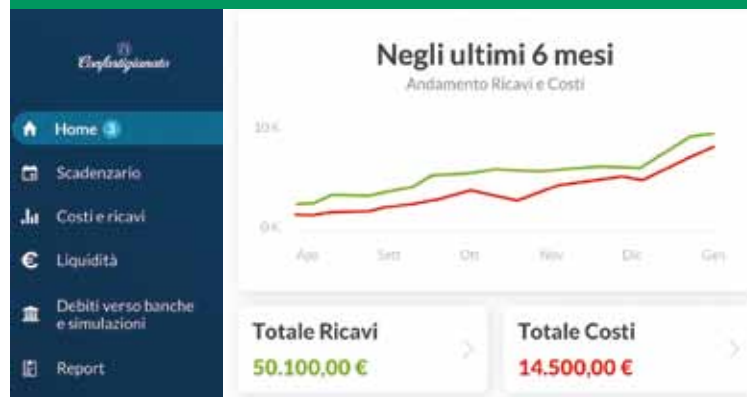 Confartigianato
Home 3
Scadenzario
Costi e ricavi
Liquidità
Debiti verso banche
e simulazioni
Report
Negli ultimi 6 mesi
Andamento Ricavi e Costi
10 K
0 K
Ago Sett Ott Nov Dic Gen
Totale Ricavi
50.100,00 €
Totale Costi
14.500,00 €